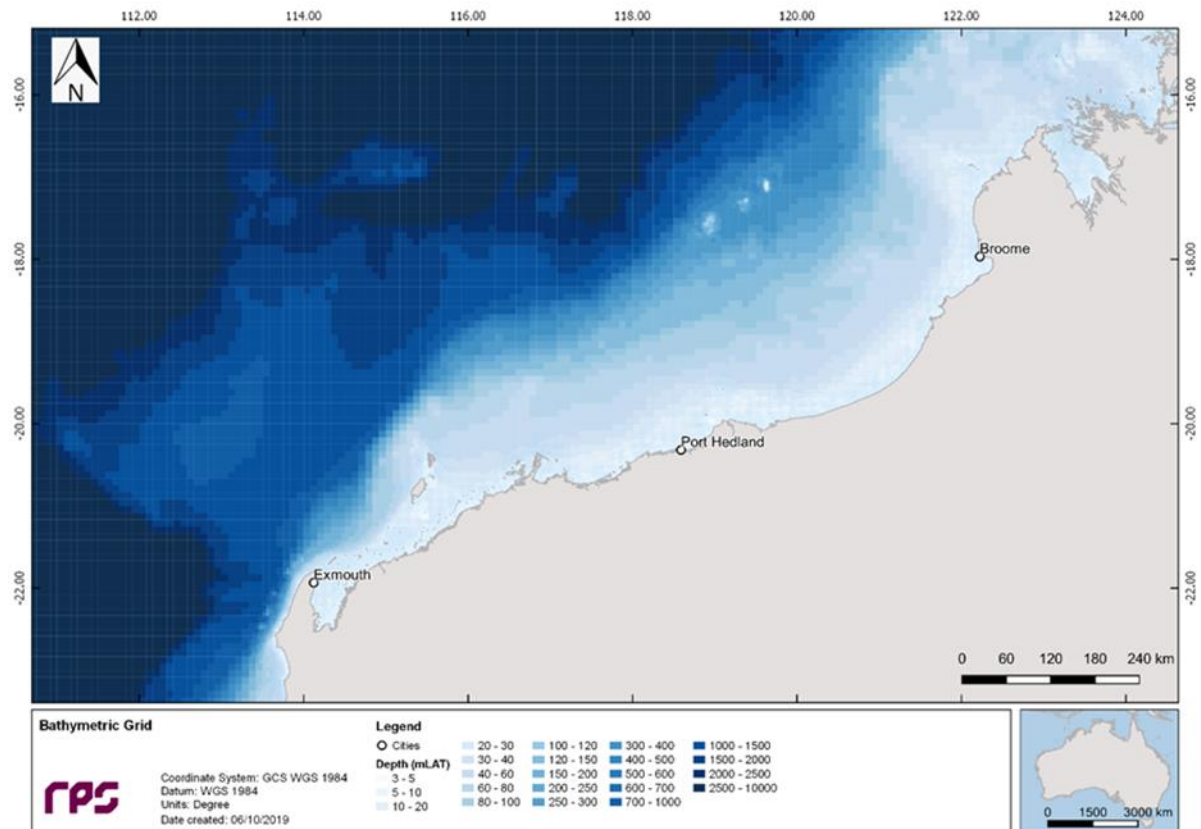 112.00 114.00 116.00 118.00 120.00 122.00 124.00
N
-16.00 -16.00
Broome
-18.00 -18.00
-20.00 -20.00
Port Hedland
Exmouth
-22.00 -22.00
0 60 120 180 240 km
Bathymetric Grid
rps
Coordinate System: GCS WGS 1984
Datum: WGS 1984
Units: Degree
Date created: 06/10/2019
Legend
Cities
Depth (mLAT)
3 - 5
5 - 10
10 - 20
20 - 30
30 - 40
40 - 60
60 - 80
80 - 100
100 - 120
120 - 150
150 - 200
200 - 250
250 - 300
300 - 400
400 - 500
500 - 600
600 - 700
700 - 1000
1000 - 1500
1500 - 2000
2000 - 2500
2500 - 10000
0 1500 3000 km